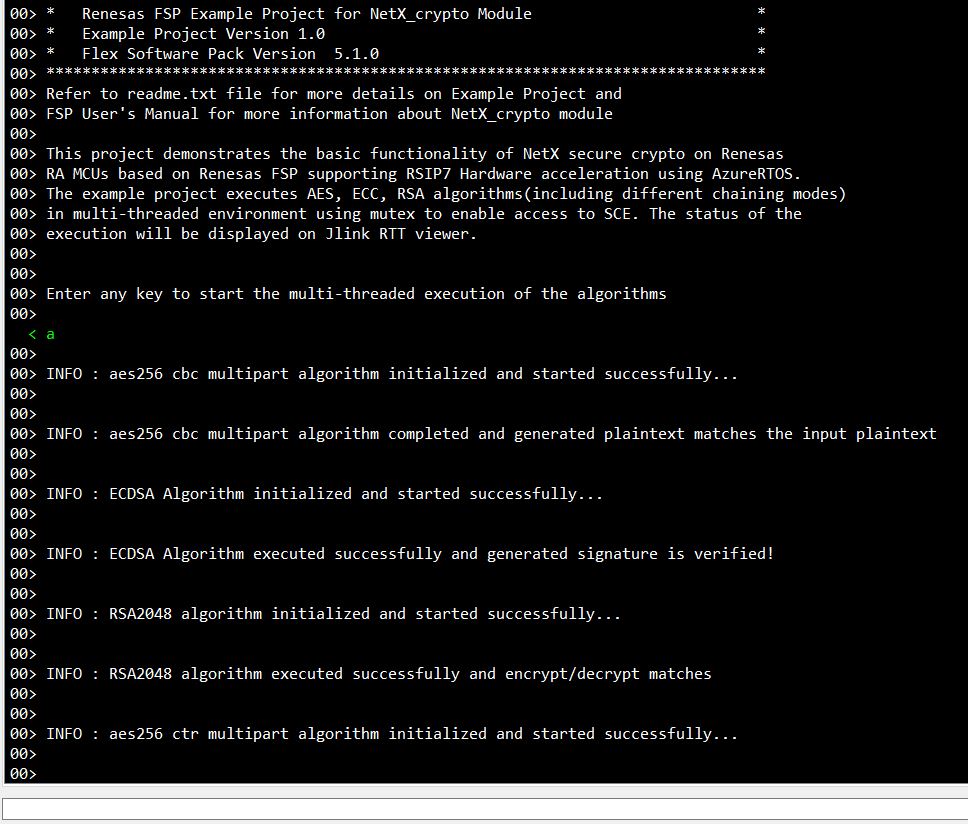 00> *   Renesas FSP Example Project for NetX_crypto Module                         *
00> *   Example Project Version 1.0                                                *
00> *   Flex Software Pack Version  5.1.0                                          *
00> ********************************************************************************
00> Refer to readme.txt file for more details on Example Project and
00> FSP User's Manual for more information about NetX_crypto module
00>
00> This project demonstrates the basic functionality of NetX secure crypto on Renesas
00> RA MCUs based on Renesas FSP supporting RSIP7 Hardware acceleration using AzureRTOS.
00> The example project executes AES, ECC, RSA algorithms(including different chaining modes)
00> in multi-threaded environment using mutex to enable access to SCE. The status of the
00> execution will be displayed on Jlink RTT viewer.
00>
00>
00> Enter any key to start the multi-threaded execution of the algorithms
00>
< a
00>
00> INFO : aes256 cbc multipart algorithm initialized and started successfully...
00>
00>
00> INFO : aes256 cbc multipart algorithm completed and generated plaintext matches the input plaintext
00>
00>
00> INFO : ECDSA Algorithm initialized and started successfully...
00>
00>
00> INFO : ECDSA Algorithm executed successfully and generated signature is verified!
00>
00>
00> INFO : RSA2048 algorithm initialized and started successfully...
00>
00>
00> INFO : RSA2048 algorithm executed successfully and encrypt/decrypt matches
00>
00>
00> INFO : aes256 ctr multipart algorithm initialized and started successfully...
00>
00>